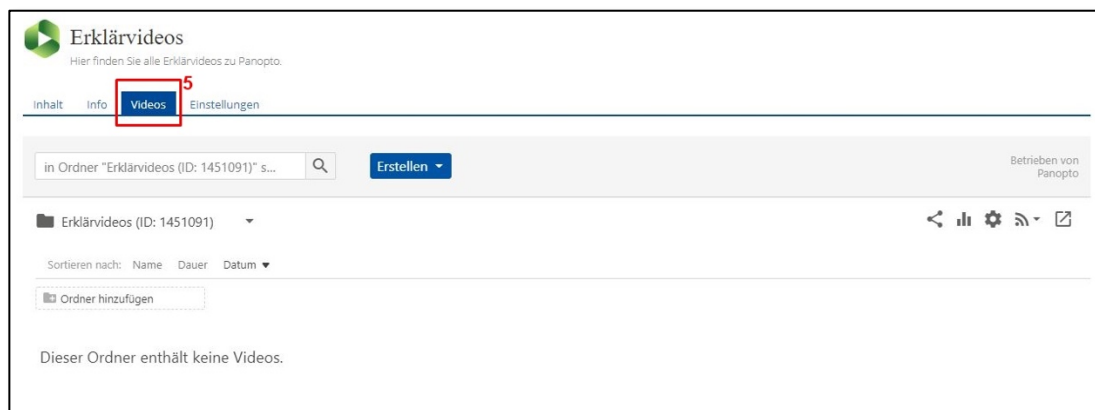 Erklärvideos
Hier finden Sie alle Erklärvideos zu Panopto.
5
Inhalt Info Videos Einstellungen
in Ordner "Erklärvideos (ID: 1451091)" s... Erstellen Betrieben von
Panopto
Erklärvideos (ID: 1451091)
Sortieren nach: Name Dauer Datum
Ordner hinzufügen
Dieser Ordner enthält keine Videos.